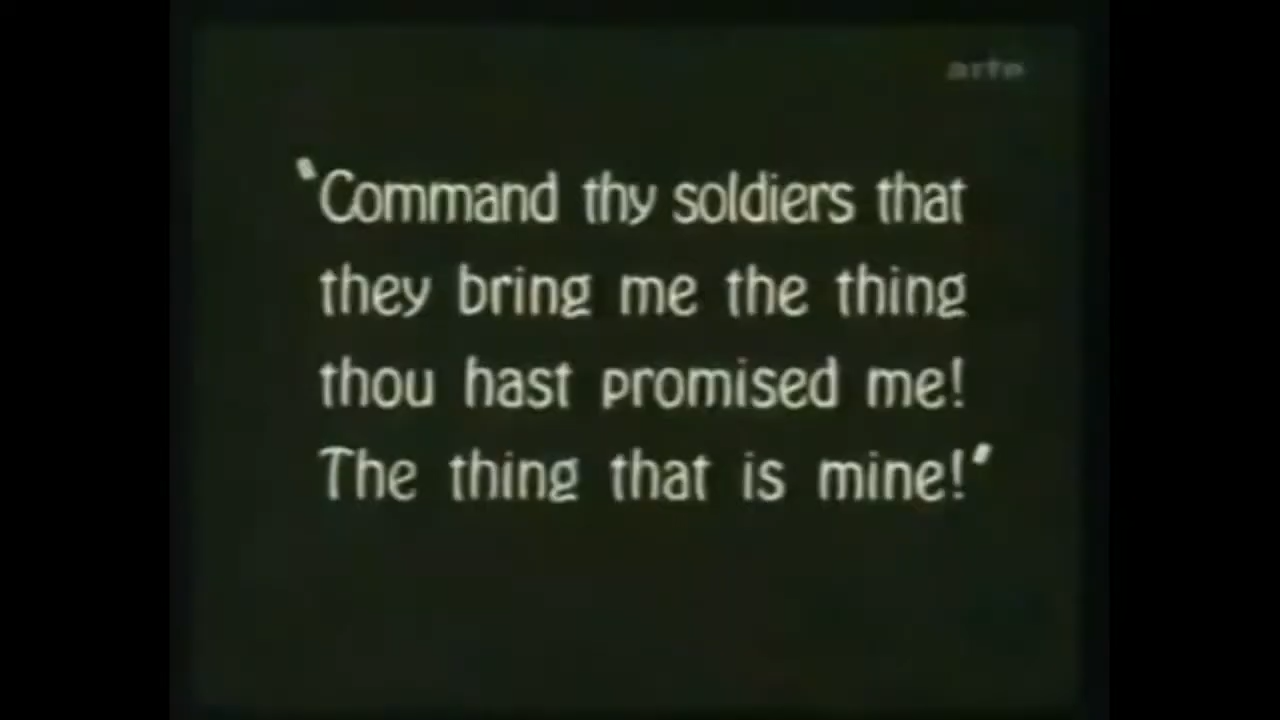 arte
"Command thy soldiers that
they bring me the thing
thou hast promised me!
The thing that is mine!"